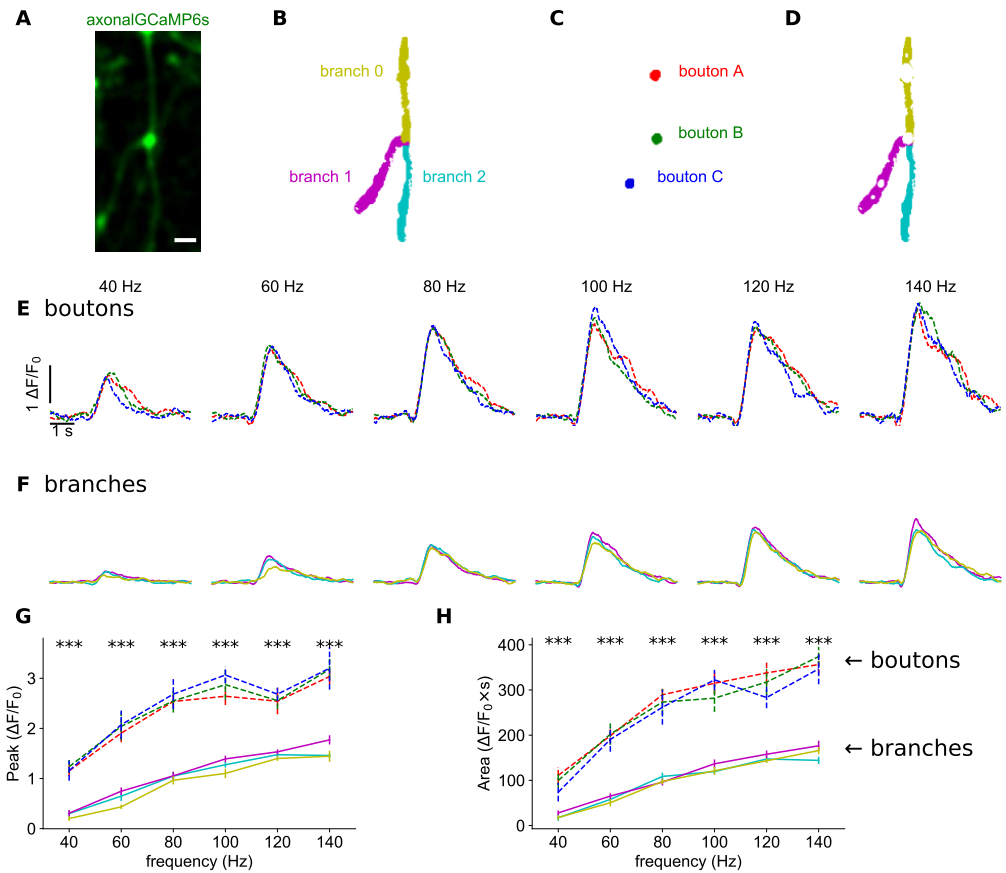 A
axonalGCaMP6s
B
branch 0
branch 1
branch 2
C
bouton A
bouton B
bouton C
D
E boutons
40 Hz
60 Hz
80 Hz
100 Hz
120 Hz
140 Hz
1 ΔF/F0
1 s
F branches
G
*** *** *** *** *** ***
Peak (ΔF/F0)
3
2
1
0
40 60 80 100 120 140
frequency (Hz)
H
*** *** *** *** *** ***
Area (ΔF/F0 ×s)
400
300
200
100
0
40 60 80 100 120 140
frequency (Hz)
← boutons
← branches